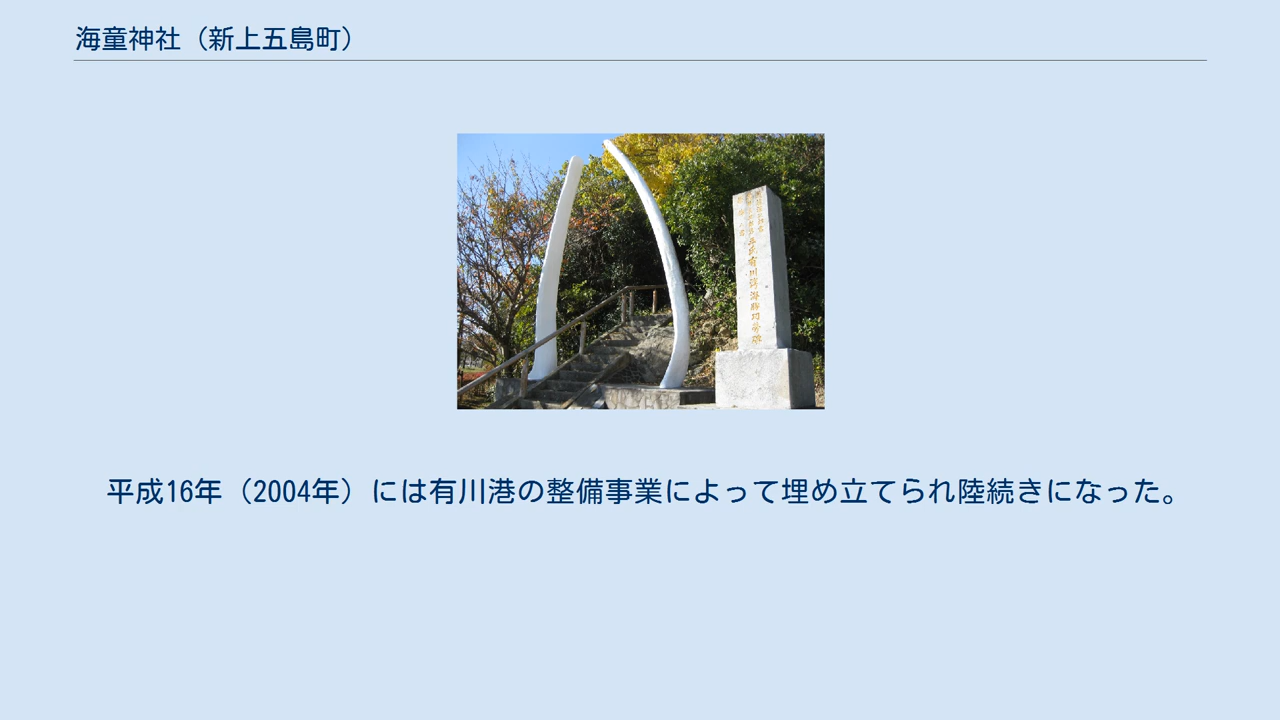 海童神社（新上五島町）
平成16年（2004年）には有川港の整備事業によって埋め立てられ陸続きになった。